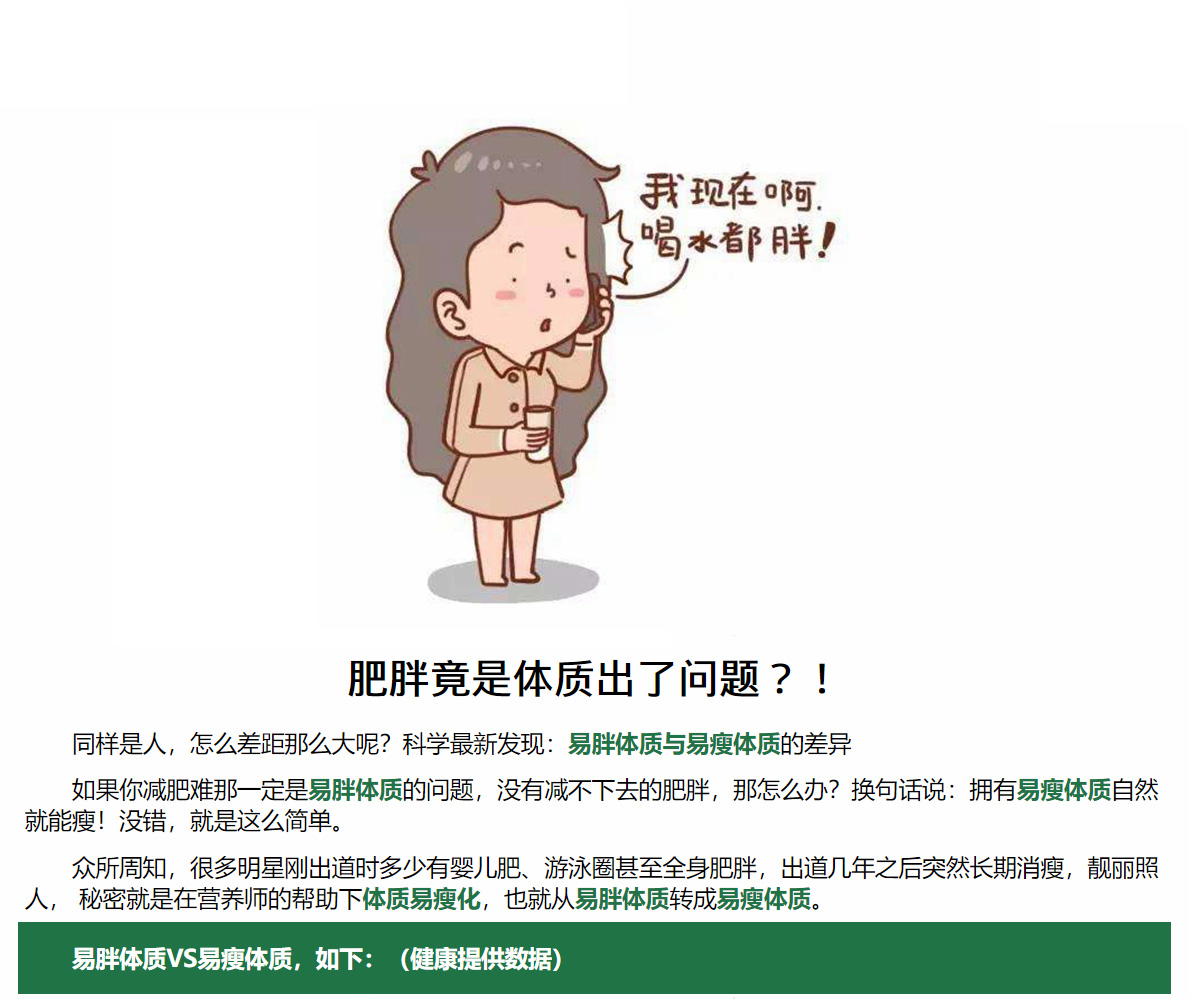 我现在啊.
喝水都胖!
肥胖竟是体质出了问题？！
同样是人，怎么差距那么大呢？科学最新发现：易胖体质与易瘦体质的差异
如果你减肥难那一定是易胖体质的问题，没有减不下去的肥胖，那怎么办？换句话说：拥有易瘦体质自然
就能瘦！没错，就是这么简单。
众所周知，很多明星刚出道时多少有婴儿肥、游泳圈甚至全身肥胖，出道几年之后突然长期消瘦，靓丽照
人， 秘密就是在营养师的帮助下体质易瘦化，也就从易胖体质转成易瘦体质。
易胖体质VS易瘦体质，如下：（健康提供数据）